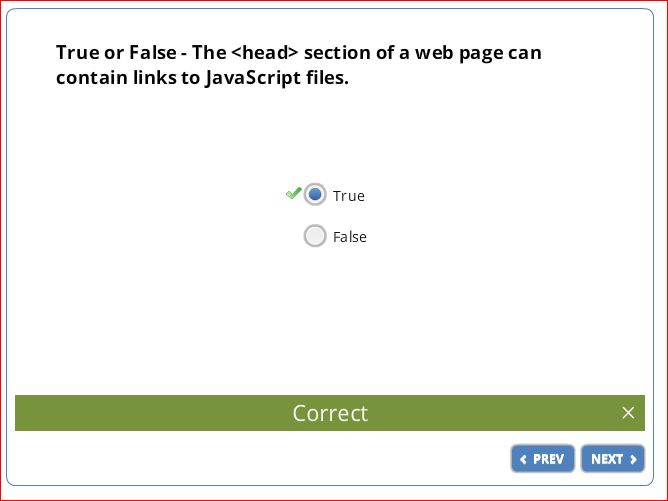 True or False - The <head> section of a web page can
contain links to JavaScript files.
True
False
Correct
PREV
NEXT